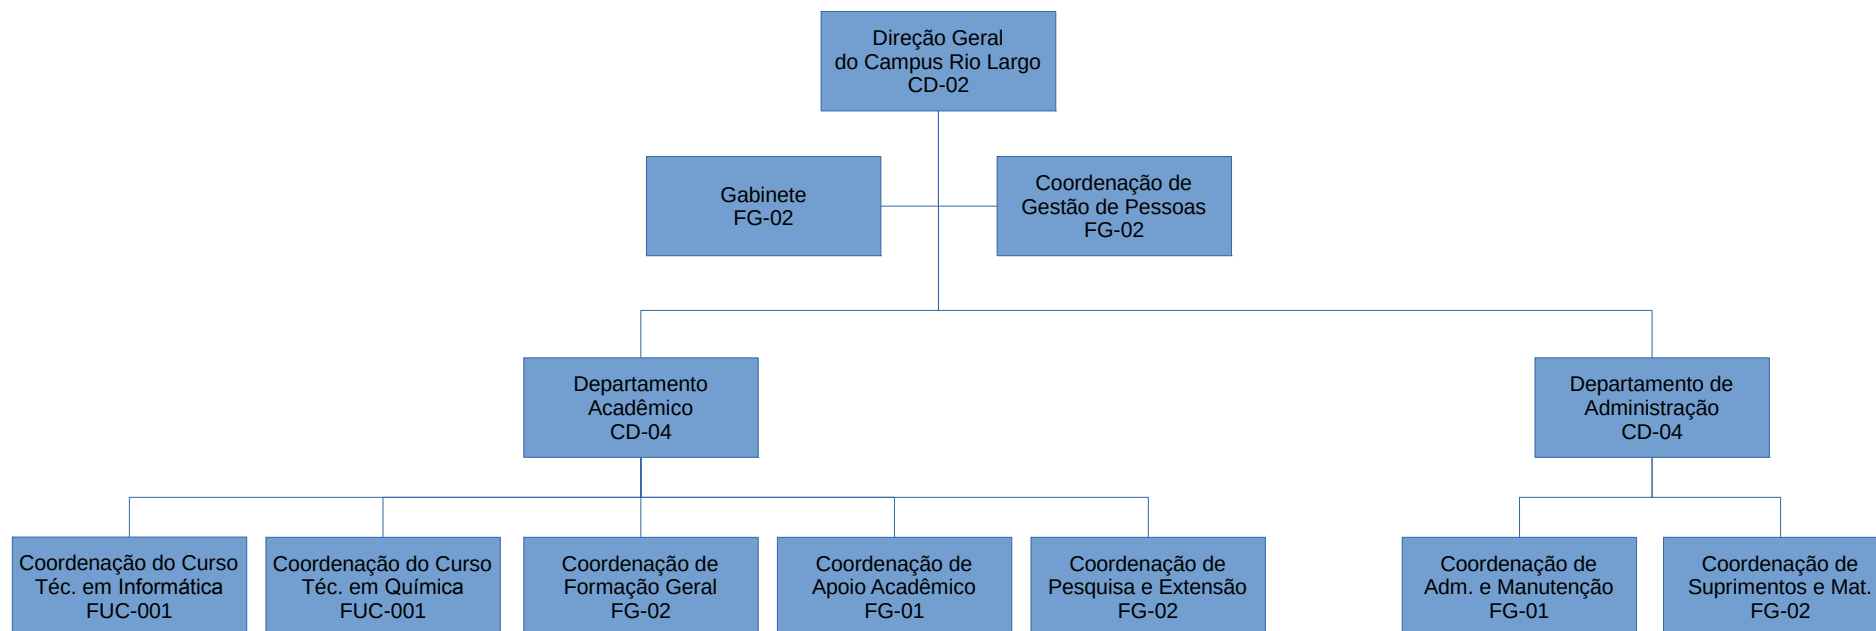 Direção Geral
do Campus Rio Largo
CD-02
Gabinete
FG-02
Coordenação de
Gestão de Pessoas
FG-02
Departamento
Acadêmico
CD-04
Departamento de
Administração
CD-04
Coordenação do Curso
Téc. em Informática
FUC-001
Coordenação do Curso
Téc. em Química
FUC-001
Coordenação de
Formação Geral
FG-02
Coordenação de
Apoio Acadêmico
FG-01
Coordenação de
Pesquisa e Extensão
FG-02
Coordenação de
Adm. e Manutenção
FG-01
Coordenação de
Suprimentos e Mat.
FG-02